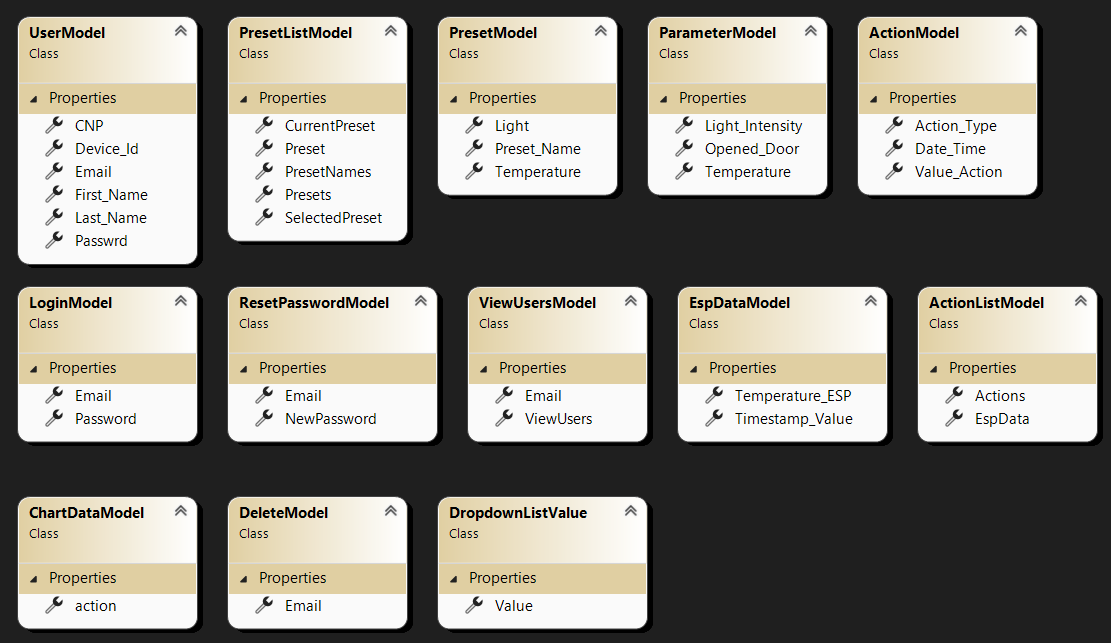 UserModel
Class
Properties
CNP
Device_Id
Email
First_Name
Last_Name
Passwrd
PresetListModel
Class
Properties
CurrentPreset
Preset
PresetNames
Presets
SelectedPreset
PresetModel
Class
Properties
Light
Preset_Name
Temperature
ParameterModel
Class
Properties
Light_Intensity
Opened_Door
Temperature
ActionModel
Class
Properties
Action_Type
Date_Time
Value_Action
LoginModel
Class
Properties
Email
Password
ResetPasswordModel
Class
Properties
Email
NewPassword
ViewUsersModel
Class
Properties
Email
ViewUsers
EspDataModel
Class
Properties
Temperature_ESP
Timestamp_Value
ActionListModel
Class
Properties
Actions
EspData
ChartDataModel
Class
Properties
action
DeleteModel
Class
Properties
Email
DropdownListValue
Class
Properties
Value